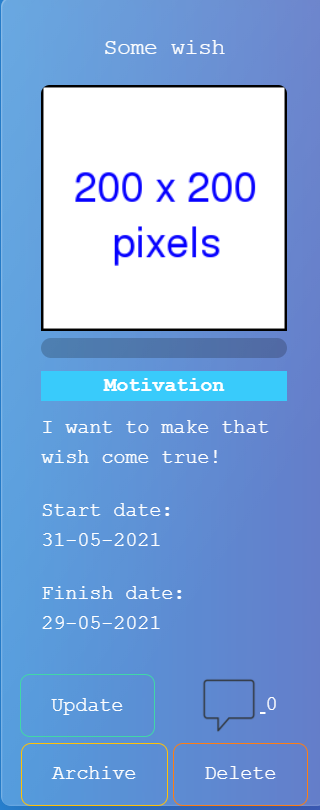 Some wish
200 x 200
pixels
Motivation
I want to make that
wish come true!
Start date:
31-05-2021
Finish date:
29-05-2021
Update
0
Archive
Delete